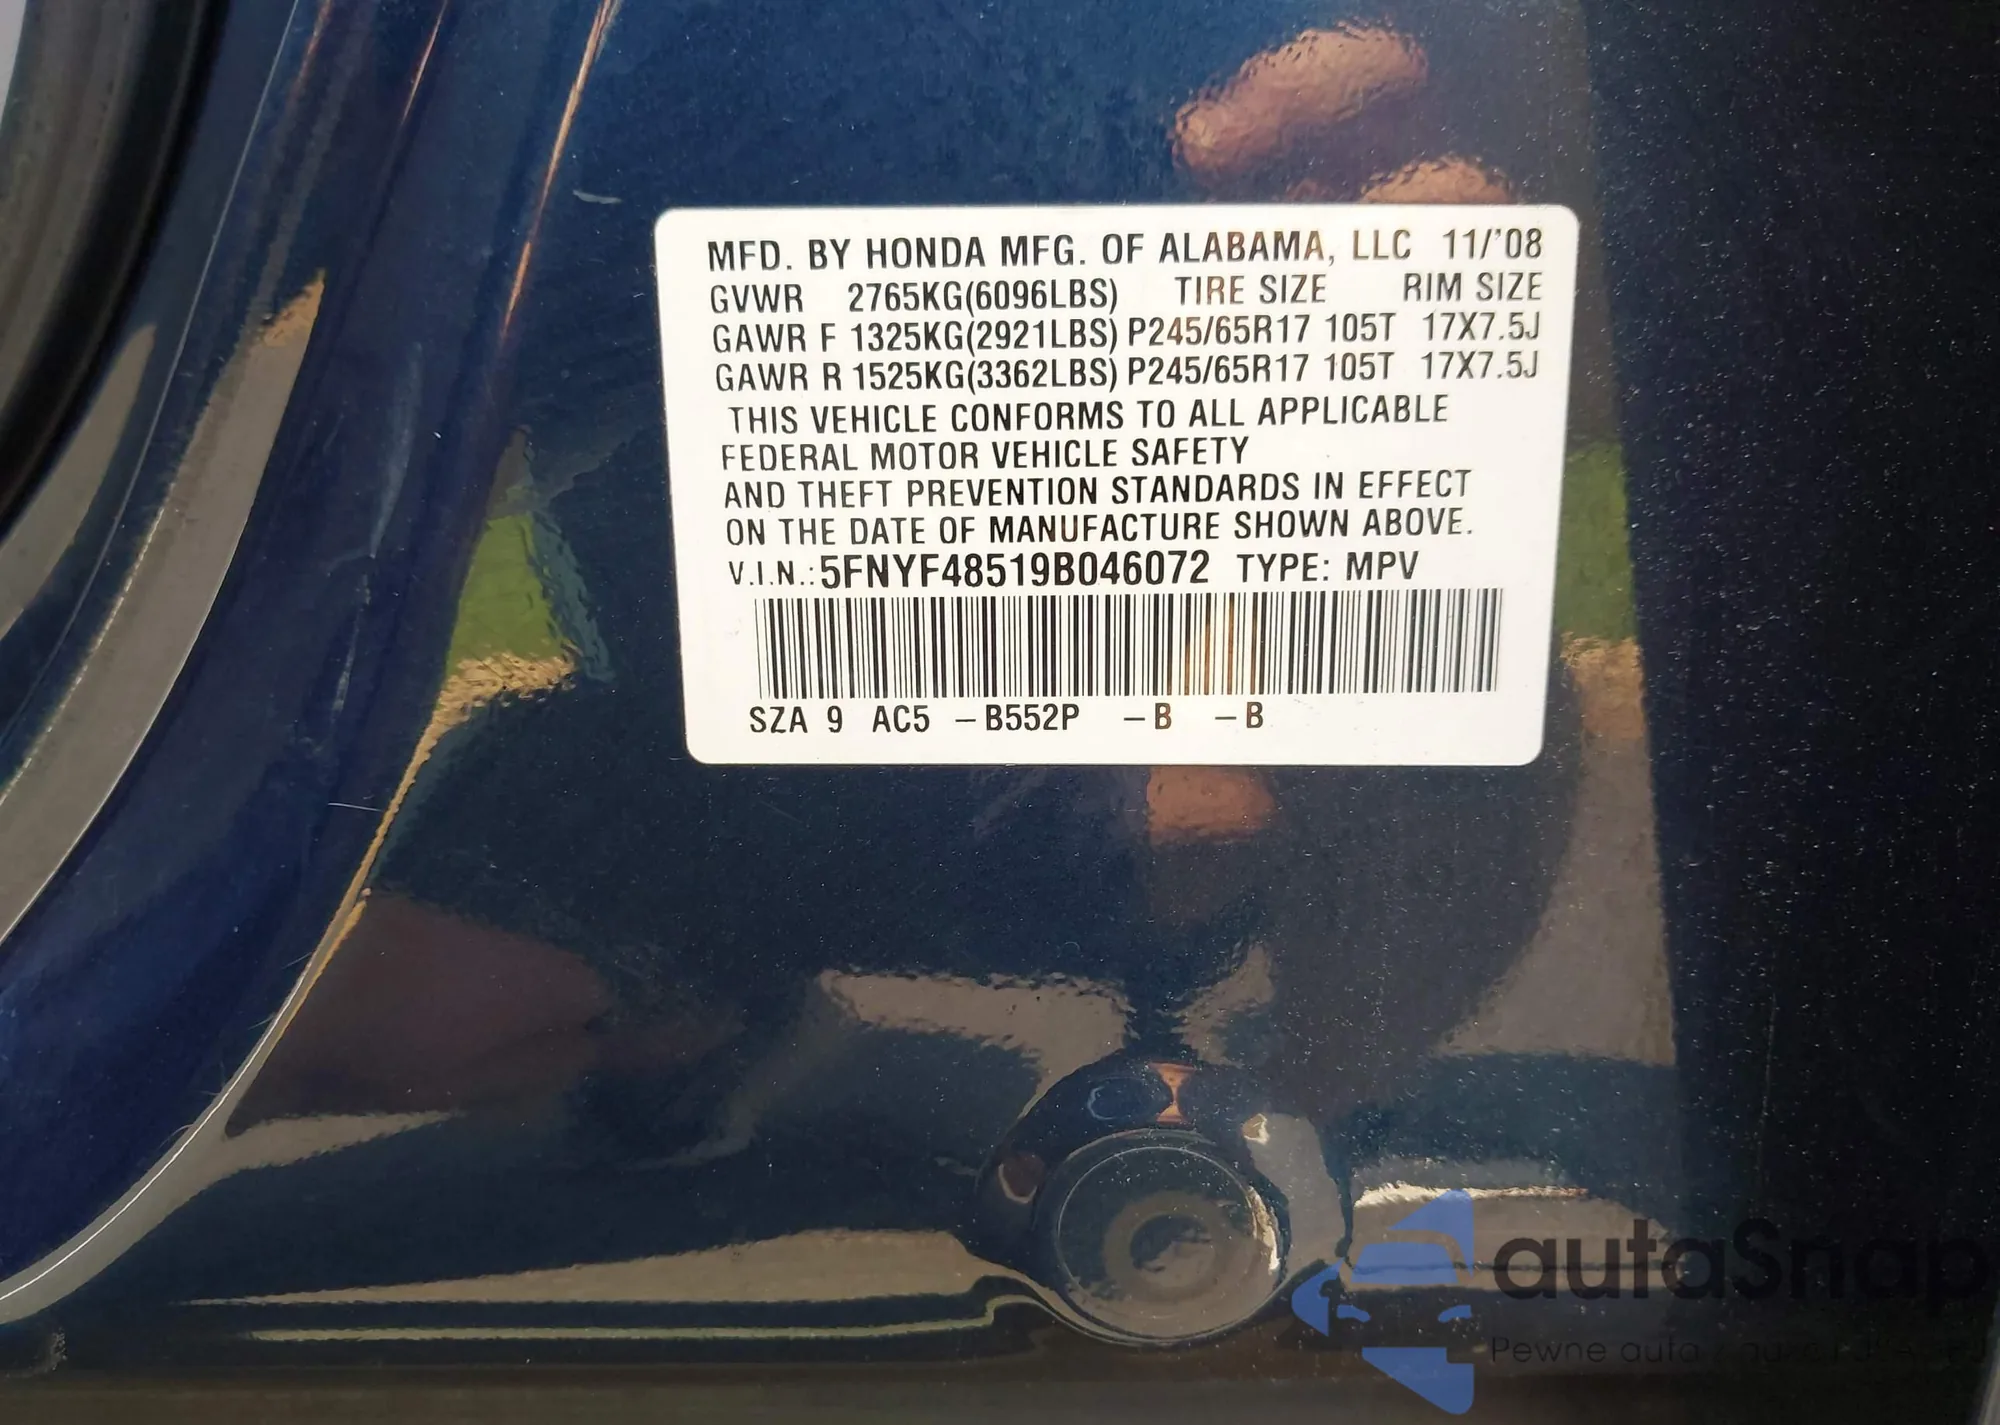 MFD. BY HONDA MFG. OF ALABAMA, LLC 11/'08
GVWR 2765KG(6096LBS) TIRE SIZE RIM SIZE
GAWR F 1325KG(2921LBS) P245/65R17 105T 17X7.5J
GAWR R 1525KG(3362LBS) P245/65R17 105T 17X7.5J
THIS VEHICLE CONFORMS TO ALL APPLICABLE
FEDERAL MOTOR VEHICLE SAFETY
AND THEFT PREVENTION STANDARDS IN EFFECT
ON THE DATE OF MANUFACTURE SHOWN ABOVE.
V.I.N.: 5FNYF48519B046072 TYPE: MPV
SZA 9 AC5 –B552P –B –B
autaSnap
Pewne auta z